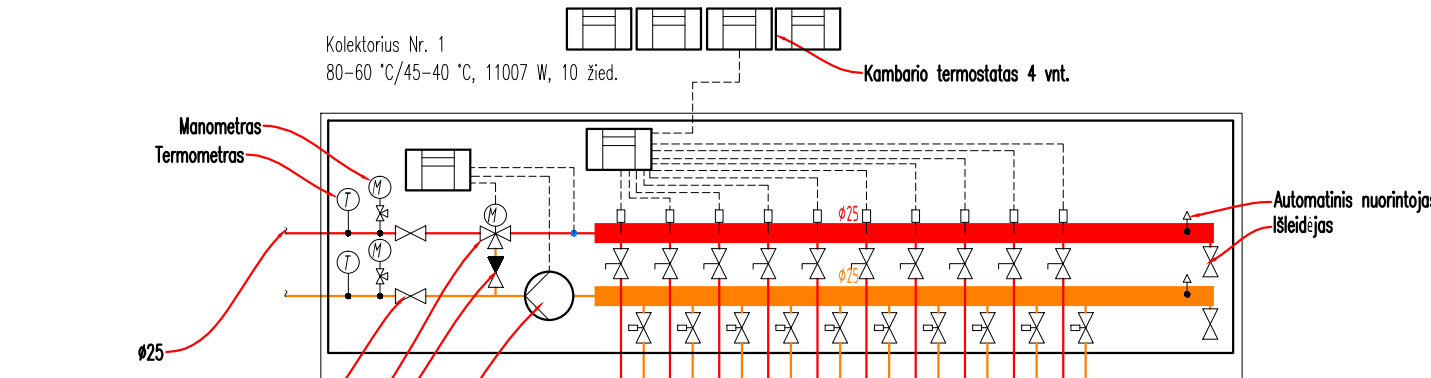 Kolektorius Nr. 1
80-60 °C/45-40 °C, 11007 W, 10 žied.
Kambario termostatas 4 vnt.
Manometras
Termometras
T
M
M
T
M
Ø25
Ø25
Automatinis nuorintojas
Išleidėjas
Ø25